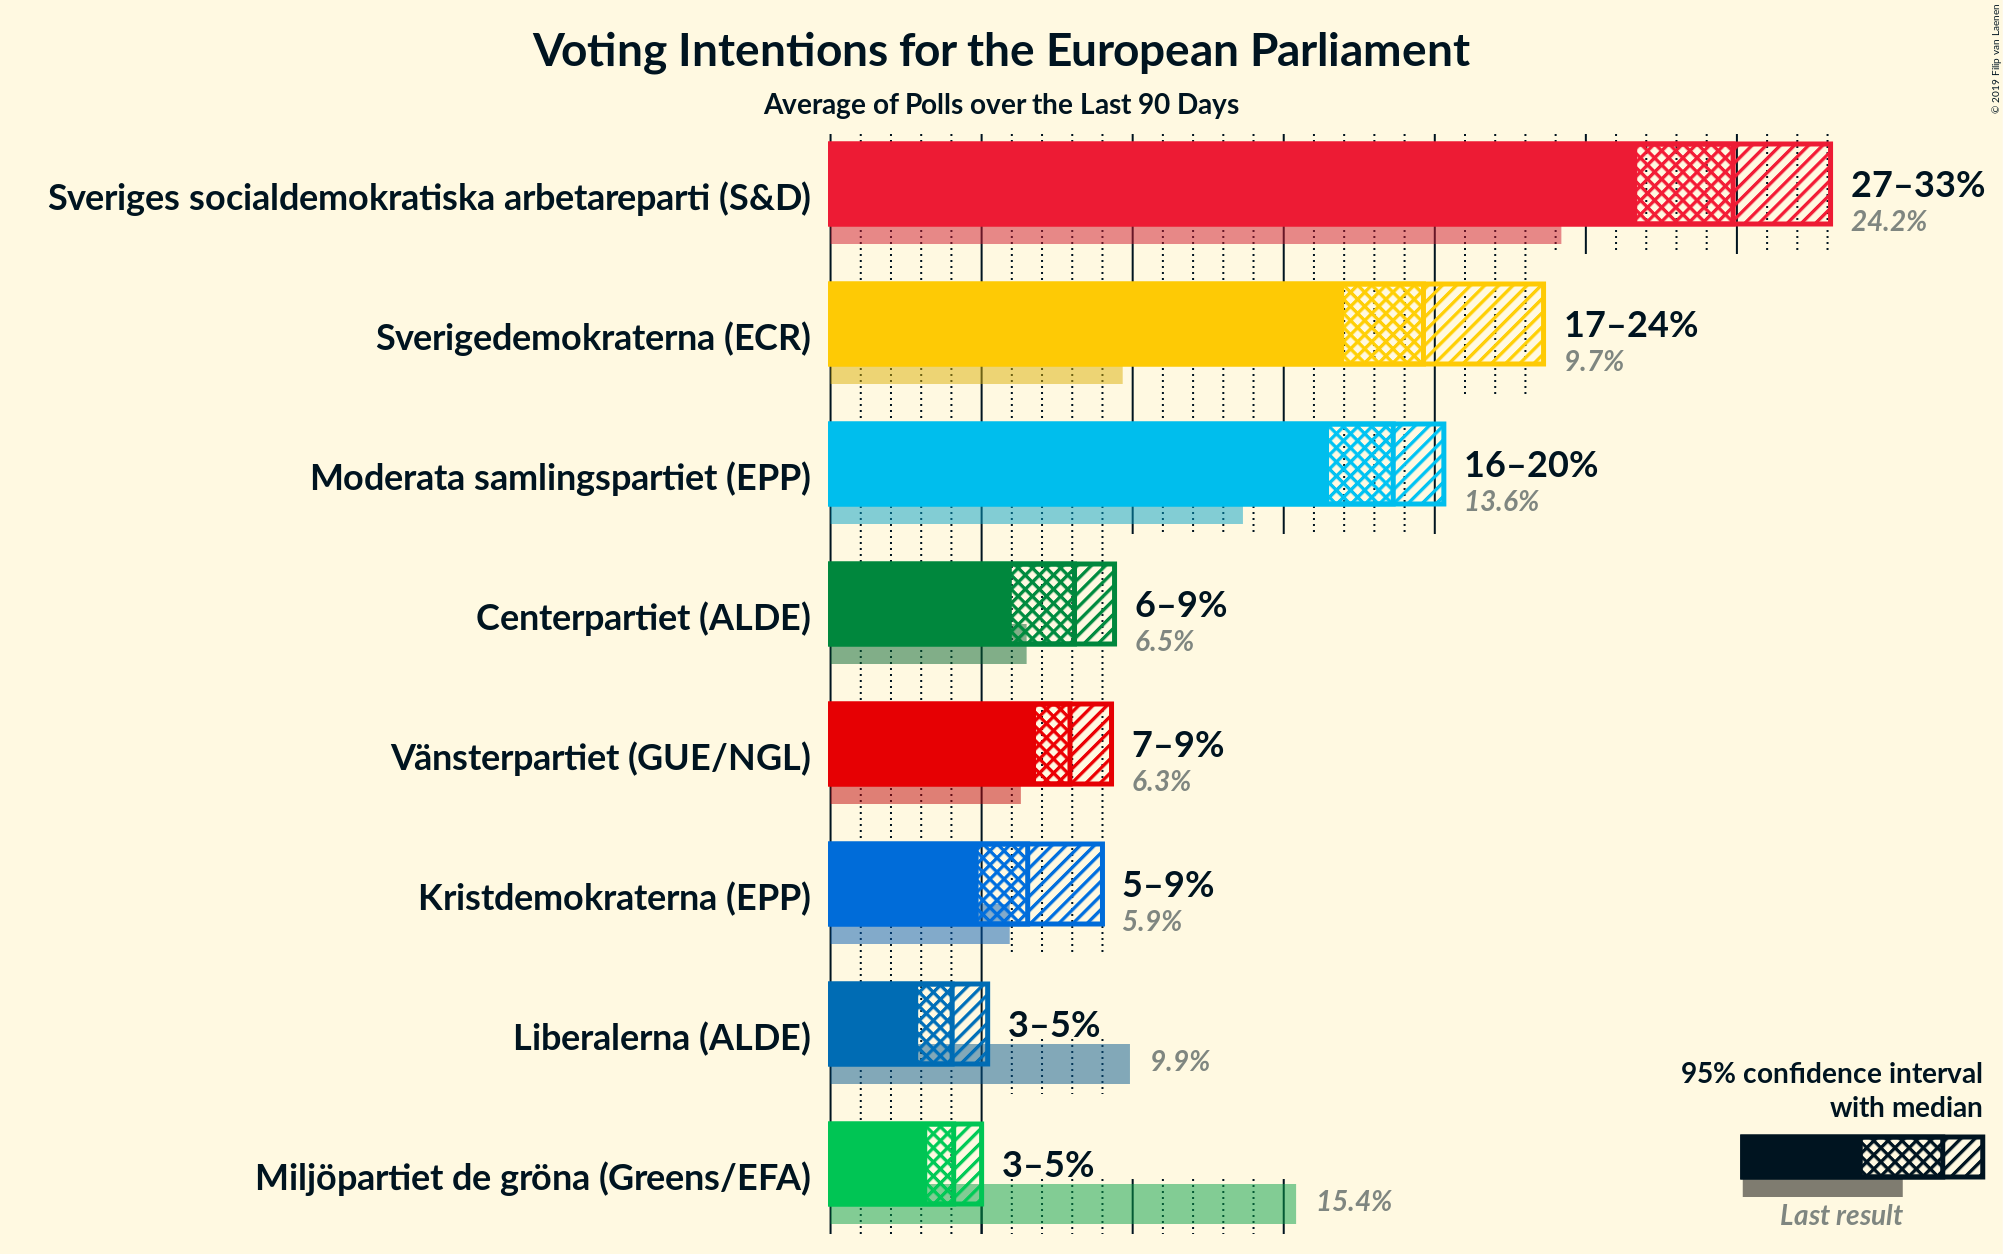 Voting Intentions for the European Parliament
Average of Polls over the Last 90 Days
© 2019 Filip van Laenen
Sveriges socialdemokratiska arbetareparti (S&D)
27–33%
24.2%
Sverigedemokraterna (ECR)
17–24%
9.7%
Moderata samlingspartiet (EPP)
16–20%
13.6%
Centerpartiet (ALDE)
6–9%
6.5%
Vänsterpartiet (GUE/NGL)
7–9%
6.3%
Kristdemokraterna (EPP)
5–9%
5.9%
Liberalerna (ALDE)
3–5%
9.9%
Miljöpartiet de gröna (Greens/EFA)
3–5%
15.4%
95% confidence interval
with median
Last result